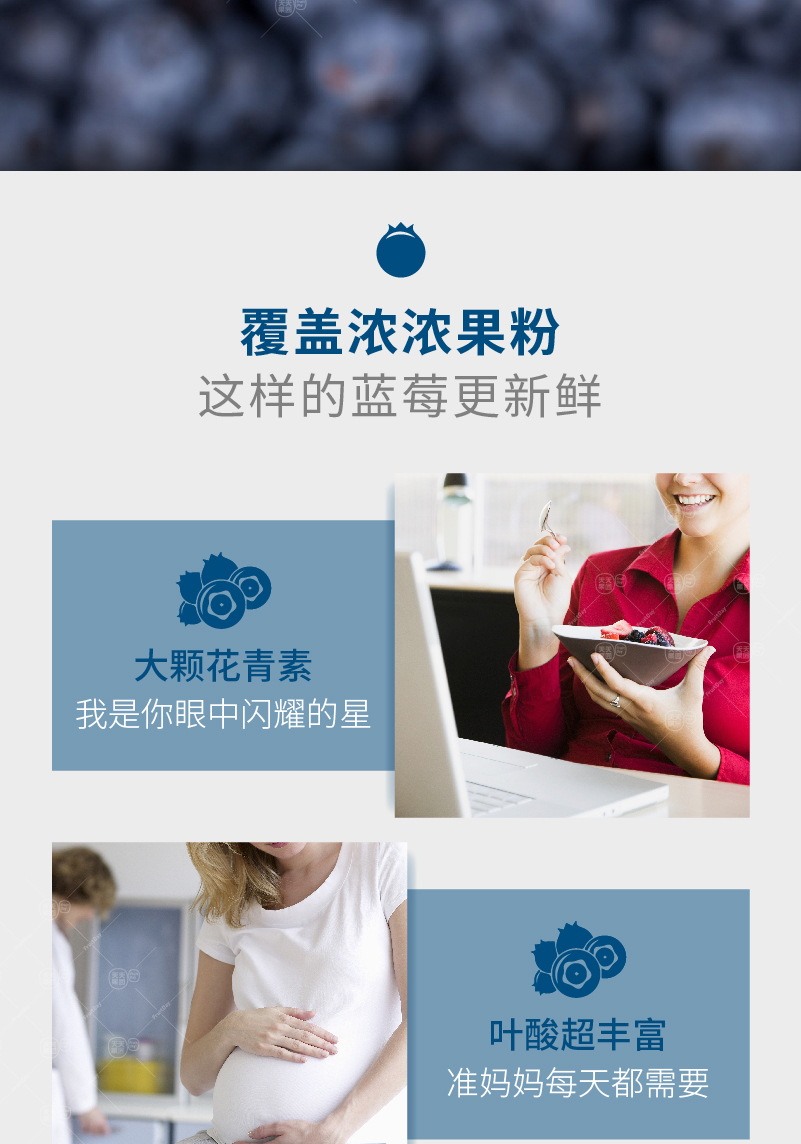 覆盖浓浓果粉
这样的蓝莓更新鲜
大颗花青素
我是你眼中闪耀的星
叶酸超丰富
准妈妈每天都需要